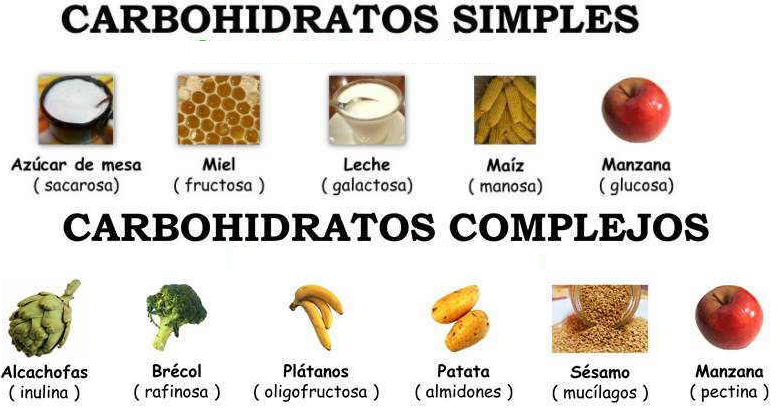 CARBOHIDRATOS SIMPLES
Azúcar de mesa Miel Leche Maíz Manzana
( sacarosa) ( fructosa ) ( galactosa) ( manosa) ( glucosa)
CARBOHIDRATOS COMPLEJOS
Alcachofas Brécol Plátanos Patata Sésamo Manzana
( inulina ) ( rafinosa ) ( oligofructosa ) ( almidones ) ( mucílagos ) ( pectina )